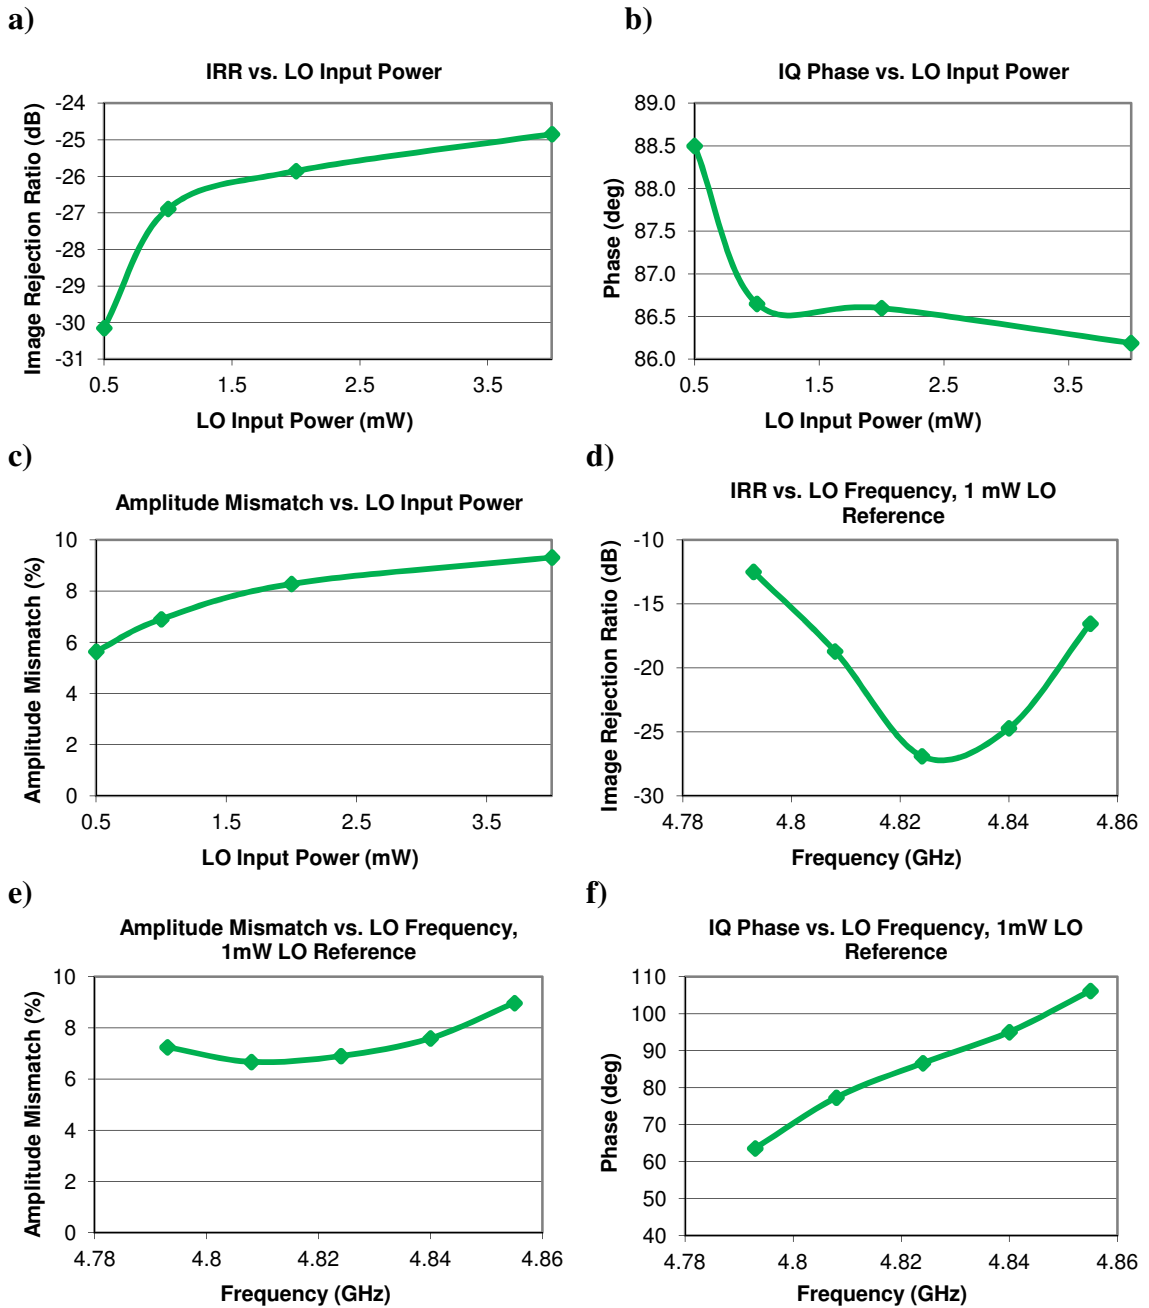 a)
IRR vs. LO Input Power
Image Rejection Ratio (dB)
-24
-25
-26
-27
-28
-29
-30
-31
0.5 1.5 2.5 3.5
LO Input Power (mW)
b)
IQ Phase vs. LO Input Power
Phase (deg)
89.0
88.5
88.0
87.5
87.0
86.5
86.0
0.5 1.5 2.5 3.5
LO Input Power (mW)
c)
Amplitude Mismatch vs. LO Input Power
Amplitude Mismatch (%)
10
8
6
4
2
0
0.5 1.5 2.5 3.5
LO Input Power (mW)
d)
IRR vs. LO Frequency, 1 mW LO
Reference
Image Rejection Ratio (dB)
-10
-15
-20
-25
-30
4.78 4.8 4.82 4.84 4.86
Frequency (GHz)
e)
Amplitude Mismatch vs. LO Frequency,
1mW LO Reference
Amplitude Mismatch (%)
10
8
6
4
2
0
4.78 4.8 4.82 4.84 4.86
Frequency (GHz)
f)
IQ Phase vs. LO Frequency, 1mW LO
Reference
Phase (deg)
110
100
90
80
70
60
50
40
4.78 4.8 4.82 4.84 4.86
Frequency (GHz)